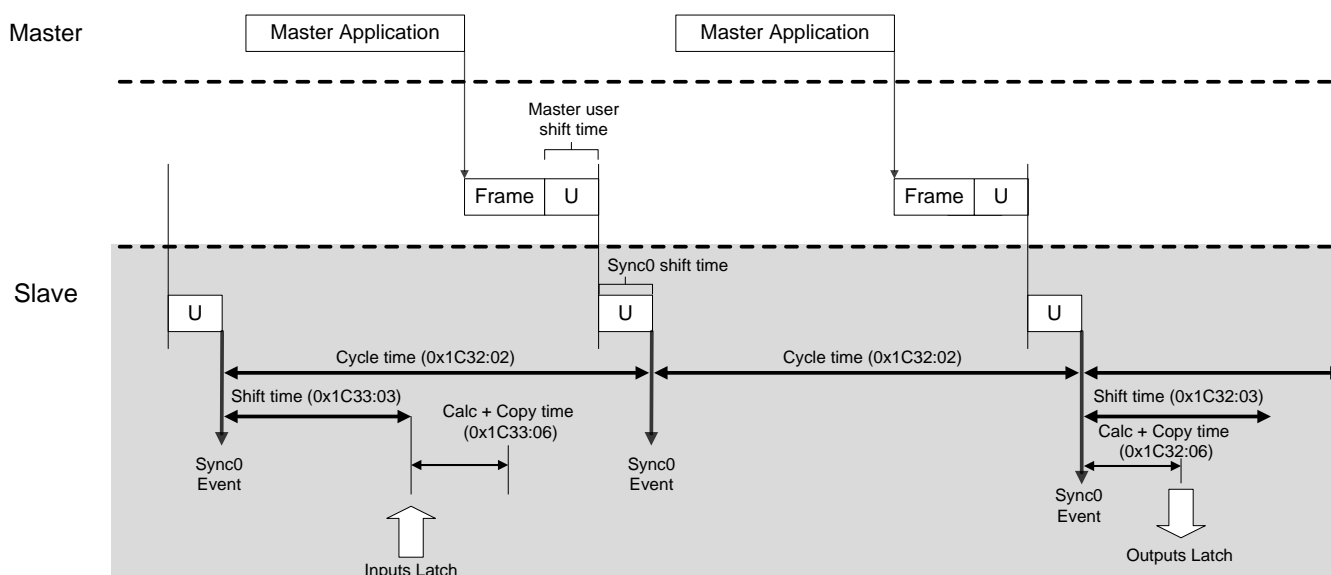 Master
Master Application
Master Application
Master user
shift time
Frame
U
Frame
U
Slave
Sync0 shift time
U
U
U
Cycle time (0x1C32:02)
Cycle time (0x1C32:02)
Shift time (0x1C33:03)
Shift time (0x1C32:03)
Calc + Copy time
(0x1C33:06)
Calc + Copy time
(0x1C32:06)
Sync0
Event
Sync0
Event
Sync0
Event
Inputs Latch
Outputs Latch